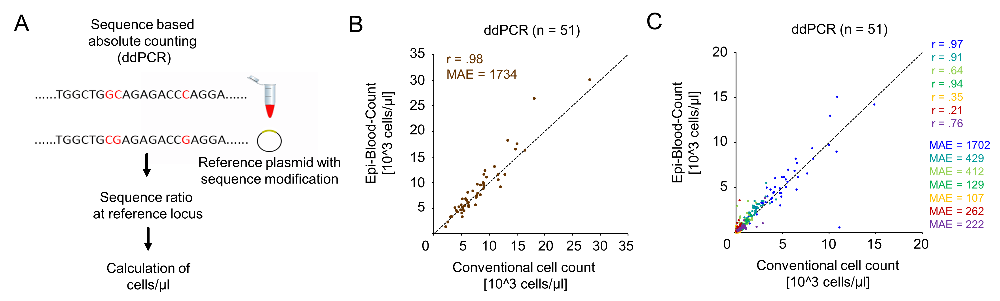 A
Sequence based
absolute counting
(ddPCR)
......TGGCTGGCAGAGACCCAGGA......
......TGGCTGCGAGAGACCGAGGA......
Reference plasmid with
sequence modification
Sequence ratio
at reference locus
Calculation of
cells/µl
B
ddPCR (n = 51)
r = .98
MAE = 1734
Epi-Blood-Count
[10^3 cells/µl]
35
30
25
20
15
10
5
0 5 10 15 20 25 30 35
Conventional cell count
[10^3 cells/µl]
C
ddPCR (n = 51)
Epi-Blood-Count
[10^3 cells/µl]
20
15
10
5
0 5 10 15 20
Conventional cell count
[10^3 cells/µl]
r = .97
r = .91
r = .64
r = .94
r = .35
r = .21
r = .76
MAE = 1702
MAE = 429
MAE = 412
MAE = 129
MAE = 107
MAE = 262
MAE = 222